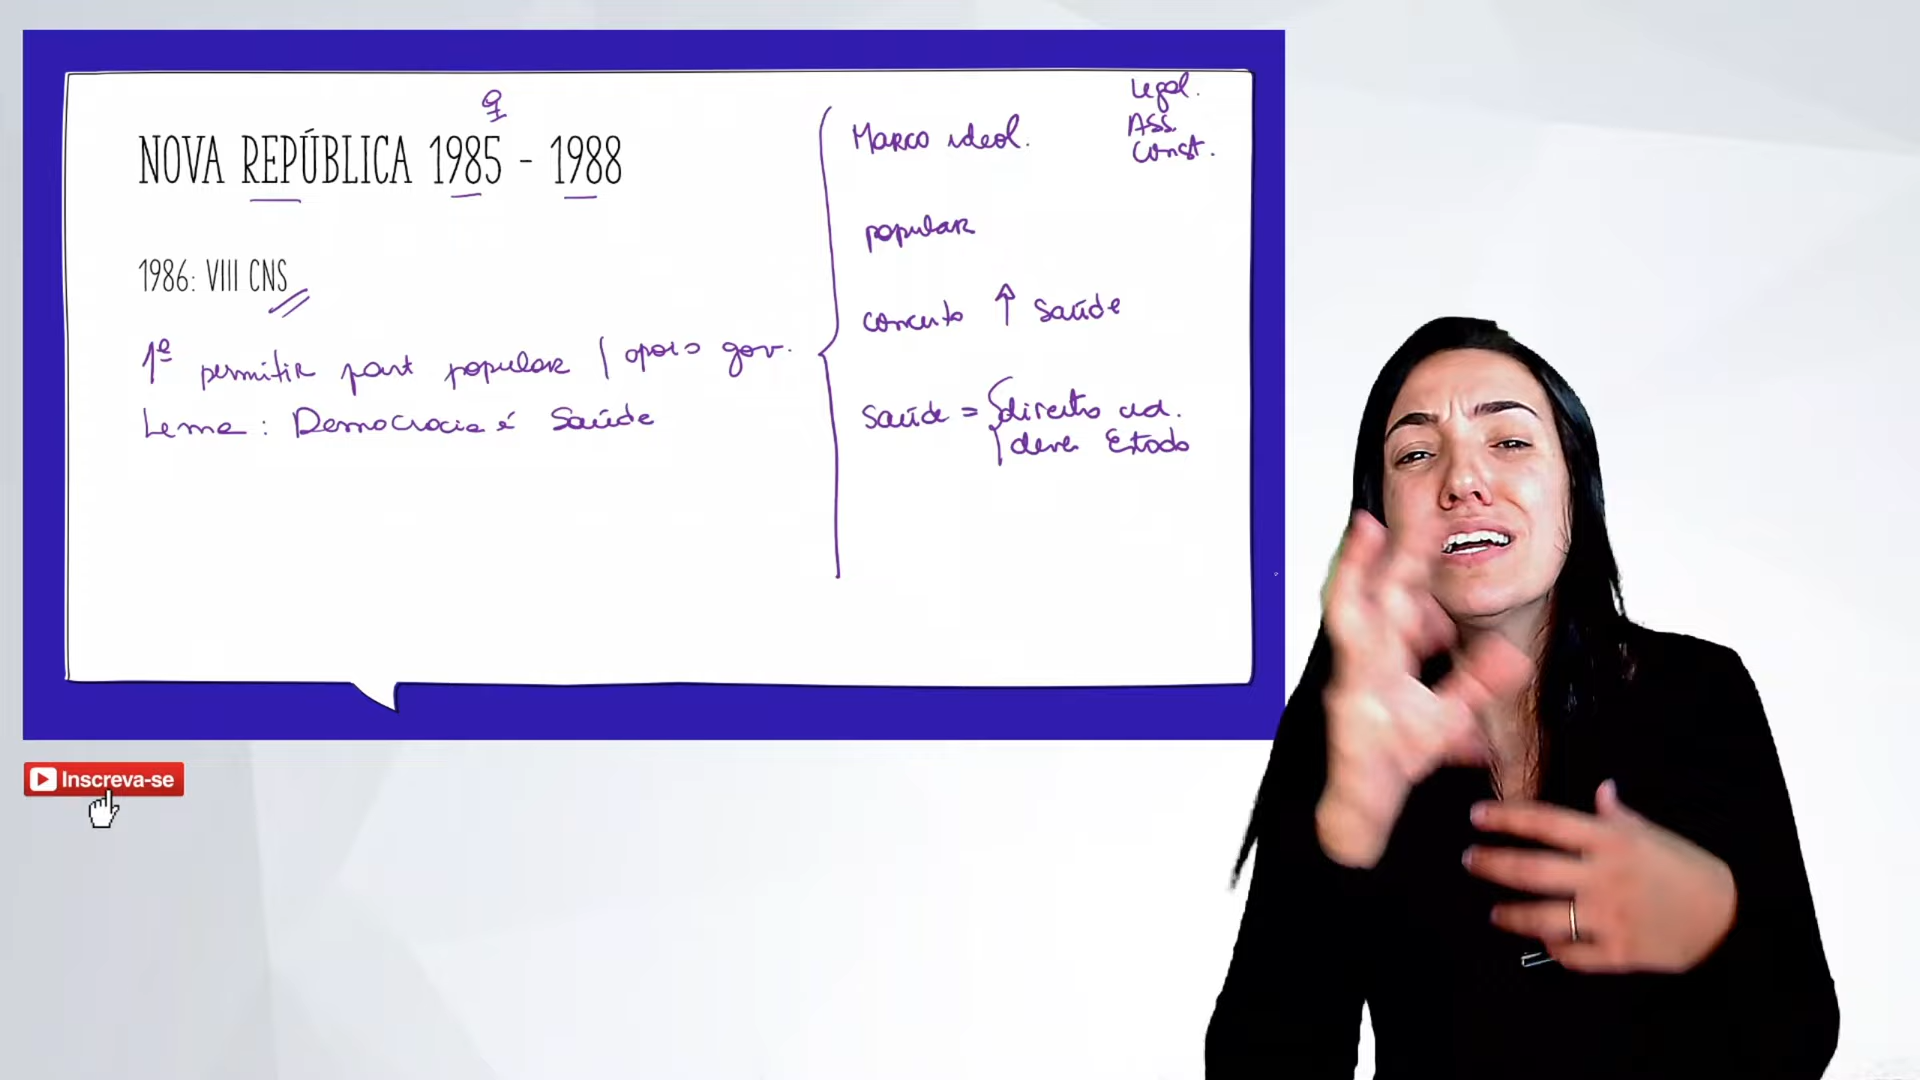 NOVA REPÚBLICA 1985 - 1988
1986: VIII CNS
1ª permitir part popular / apoio gov.
Lema: Democracia é Saúde
Marco ideol.
Legal.
Ass
Const.
popular
conceito ↑ saúde
Saúde = direito cid.
dever Estado
Inscreva-se